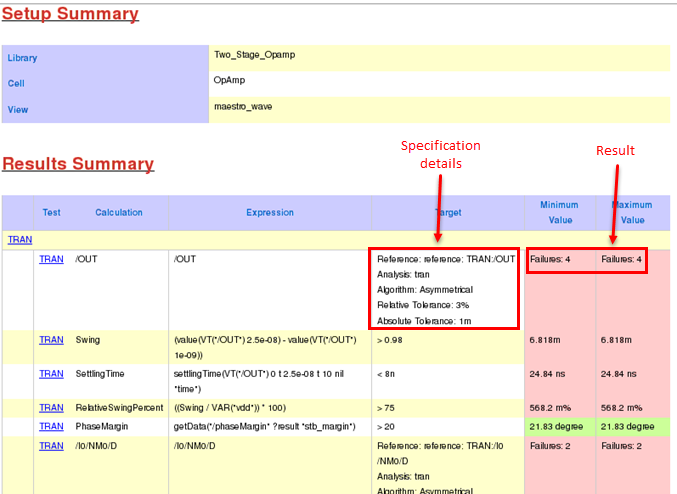 Setup Summary
Library Two_Stage_Opamp
Cell OpAmp
View maestro_wave
Specification
details
Result
Results Summary
Test Calculation Expression Target Minimum
Value Maximum
Value
TRAN
TRAN /OUT /OUT Reference: reference: TRAN:/OUT Failures: 4 Failures: 4
Analysis: tran
Algorithm: Asymmetrical
Relative Tolerance: 3%
Absolute Tolerance: 1m
TRAN Swing (value(VT("/OUT") 2.5e-08) - value(VT("/OUT") > 0.98 6.818m 6.818m
1e-09))
TRAN SettlingTime settlingTime(VT("/OUT") 0 t 2.5e-08 t 10 nil < 8n 24.84 ns 24.84 ns
"time")
TRAN RelativeSwingPercent ((Swing / VAR("vdd")) * 100) > 75 568.2 m% 568.2 m%
TRAN PhaseMargin getData("/phaseMargin" ?result "stb_margin") > 20 21.83 degree 21.83 degree
TRAN /I0/NM0/D /I0/NM0/D Reference: reference: TRAN:/I0 Failures: 2 Failures: 2
/NM0/D
Analysis: tran
Algorithm: Asymmetrical